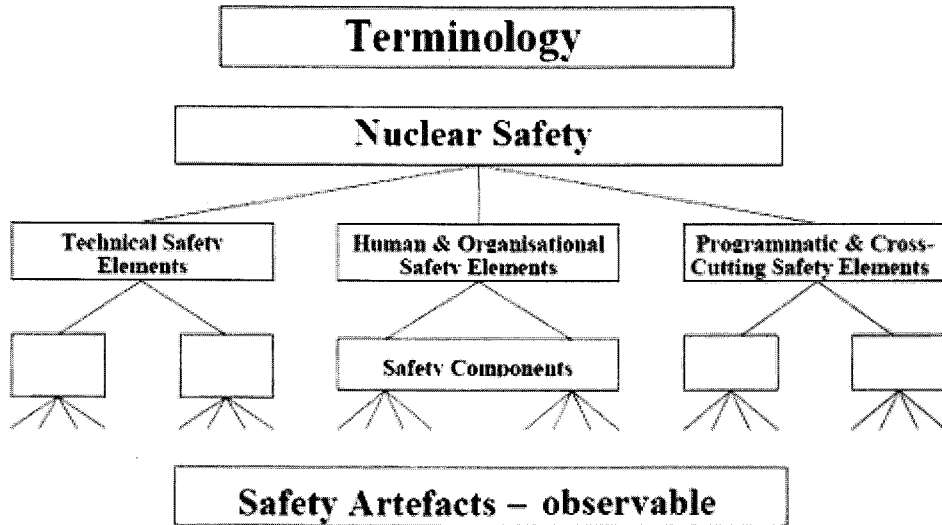 Terminology
Nuclear Safety
Technical Safety
Elements
Human & Organisational
Safety Elements
Programmatic & Cross-
Cutting Safety Elements
Safety Components
Safety Artefacts – observable